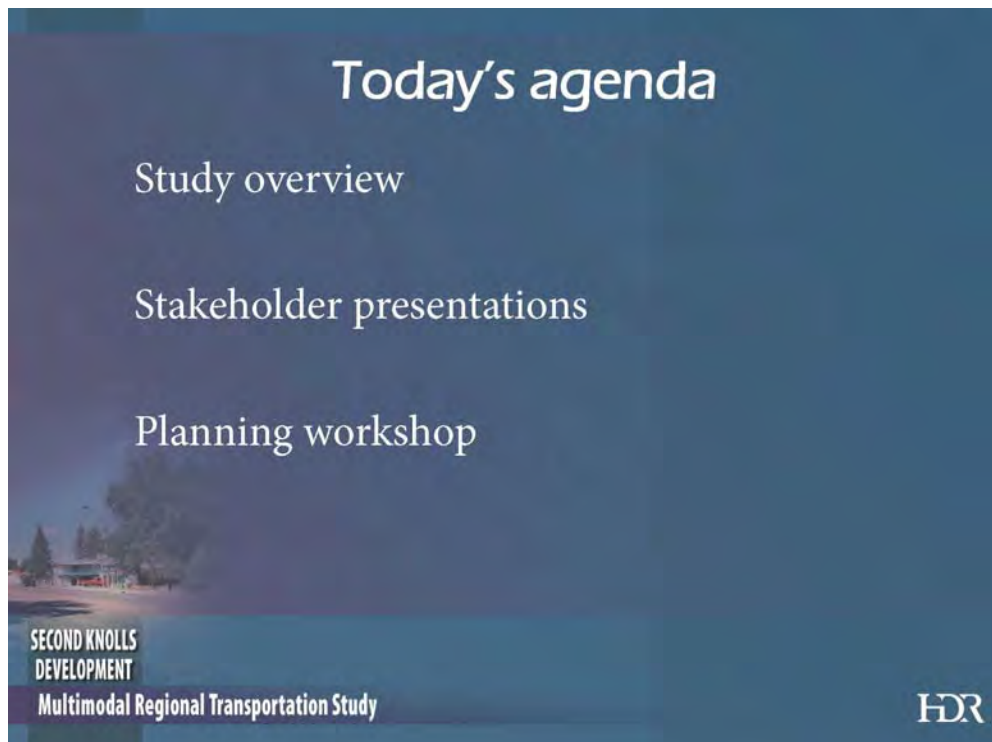 Today's agenda
Study overview
Stakeholder presentations
Planning workshop
SECOND KNOLLS
DEVELOPMENT
Multimodal Regional Transportation Study
HDR